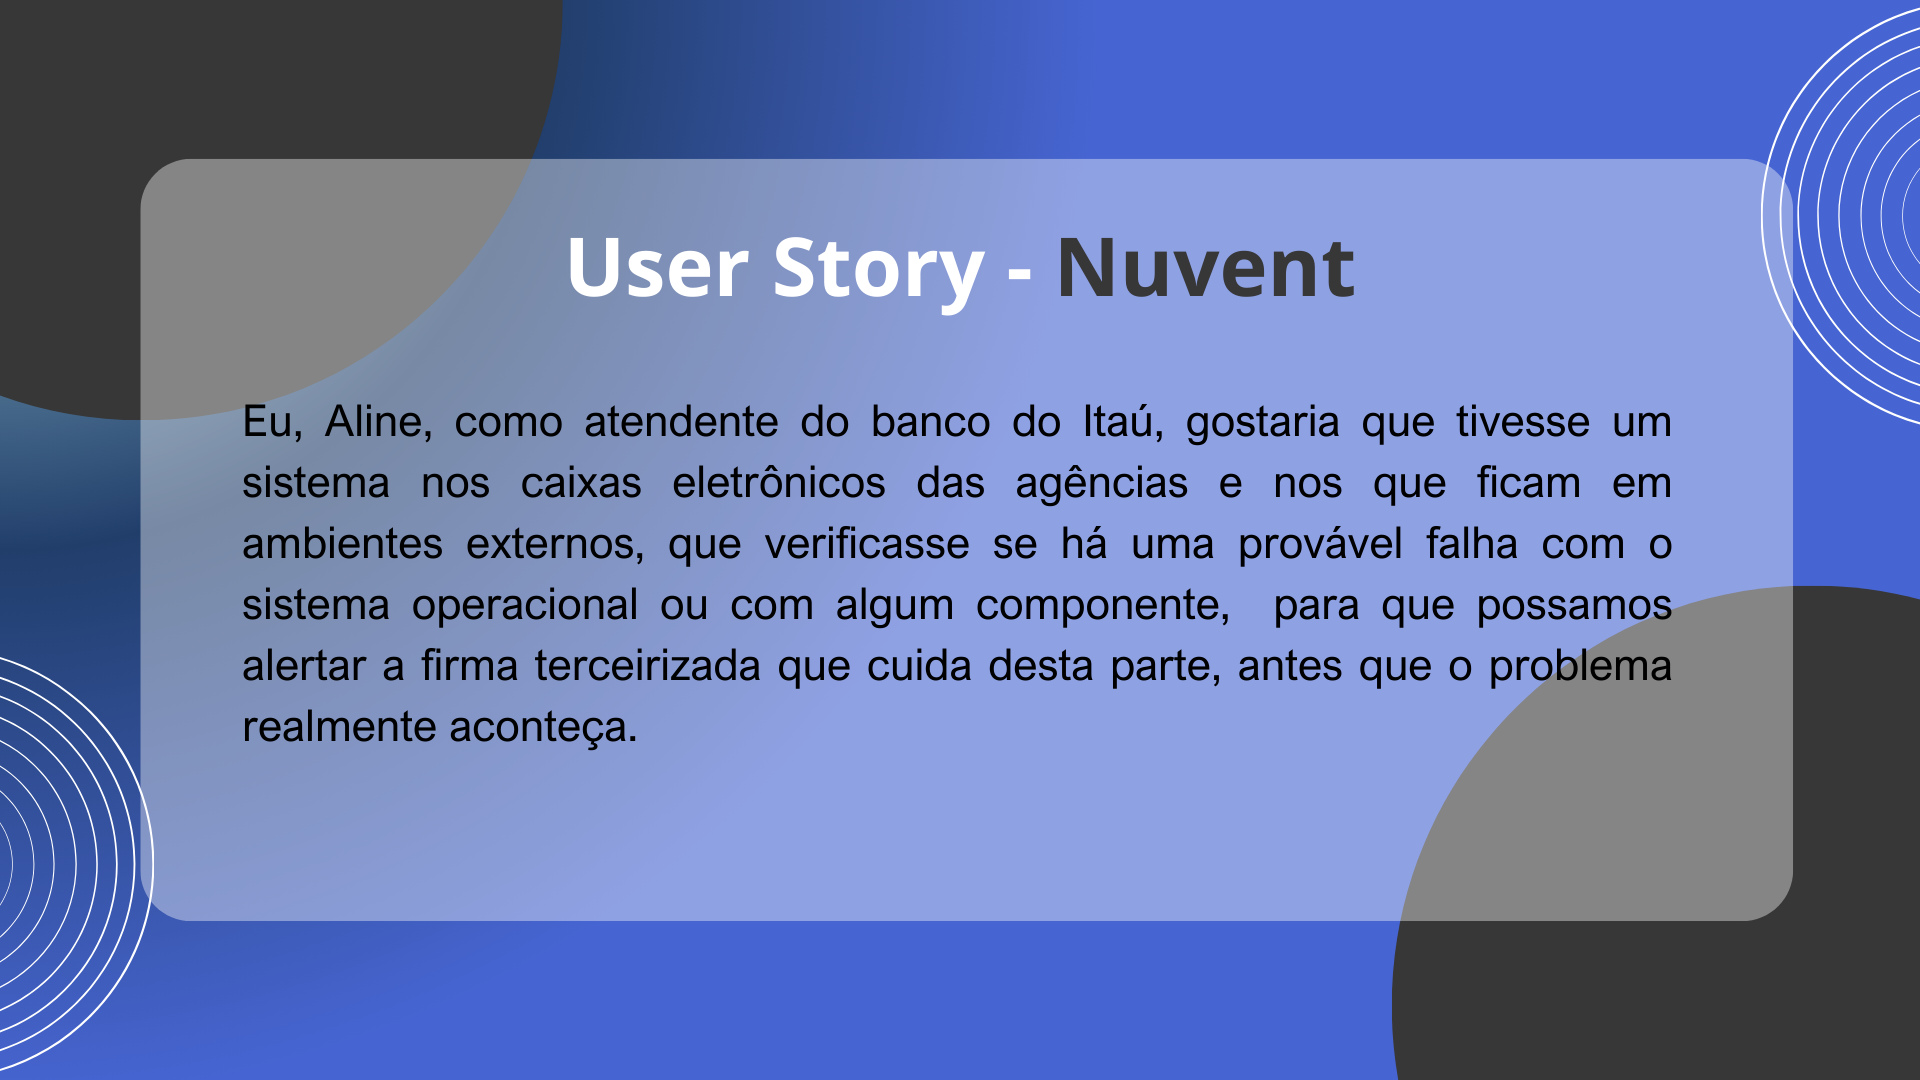 User Story - Nuvent
Eu, Aline, como atendente do banco do Itaú, gostaria que tivesse um
sistema nos caixas eletrônicos das agências e nos que ficam em
ambientes externos, que verificasse se há uma provável falha com o
sistema operacional ou com algum componente,  para que possamos
alertar a firma terceirizada que cuida desta parte, antes que o problema
realmente aconteça.